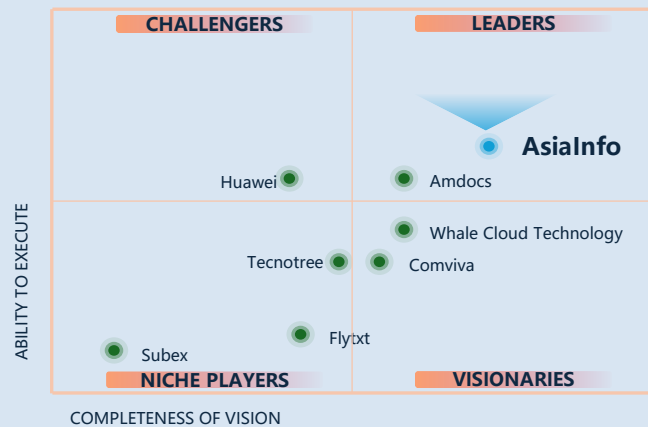 CHALLENGERS
LEADERS
AsiaInfo
Huawei
Amdocs
Whale Cloud Technology
Tecnotree
Comviva
Flytxt
Subex
NICHE PLAYERS
VISIONARIES
ABILITY TO EXECUTE
COMPLETENESS OF VISION